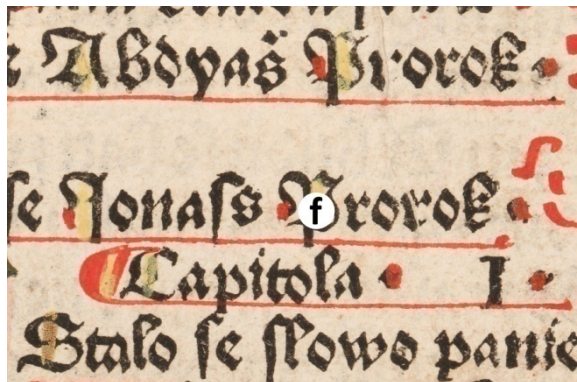 Abdyaš Prorok
se Jonass Prorok
Capitola I
Stalo se slowo panie